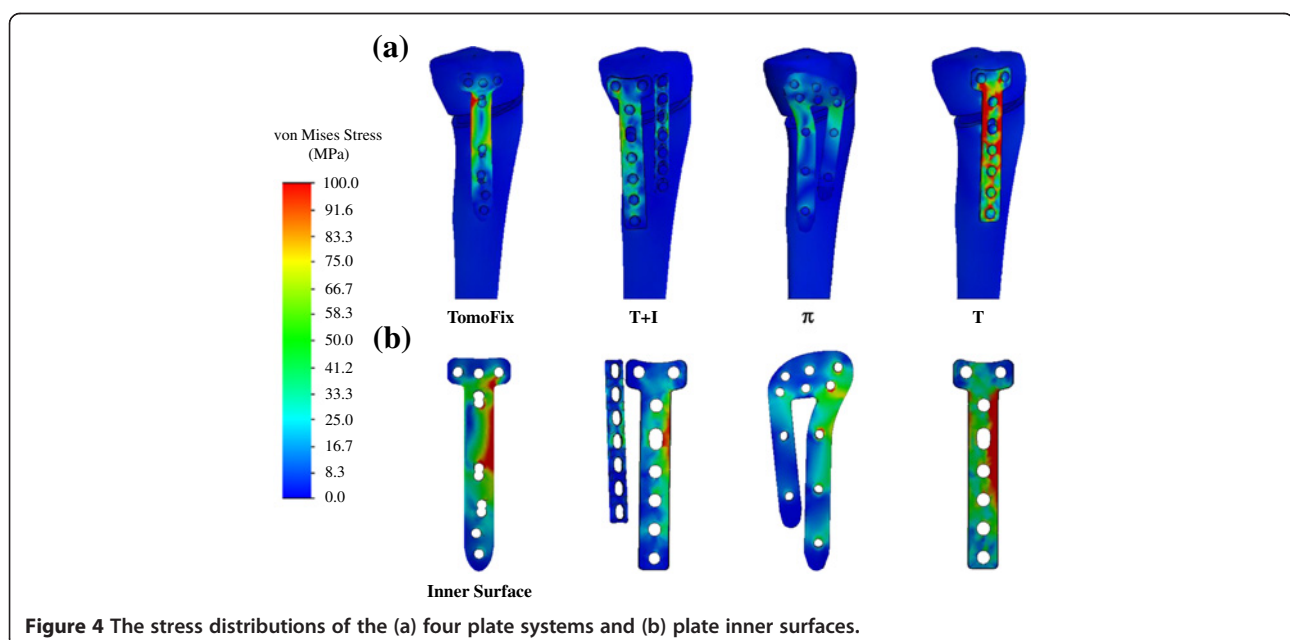 (a)
von Mises Stress
(MPa)
100.0
91.6
83.3
75.0
66.7
58.3
50.0
41.2
33.3
25.0
16.7
8.3
0.0
TomoFix T+I π T
(b)
Inner Surface
Figure 4 The stress distributions of the (a) four plate systems and (b) plate inner surfaces.